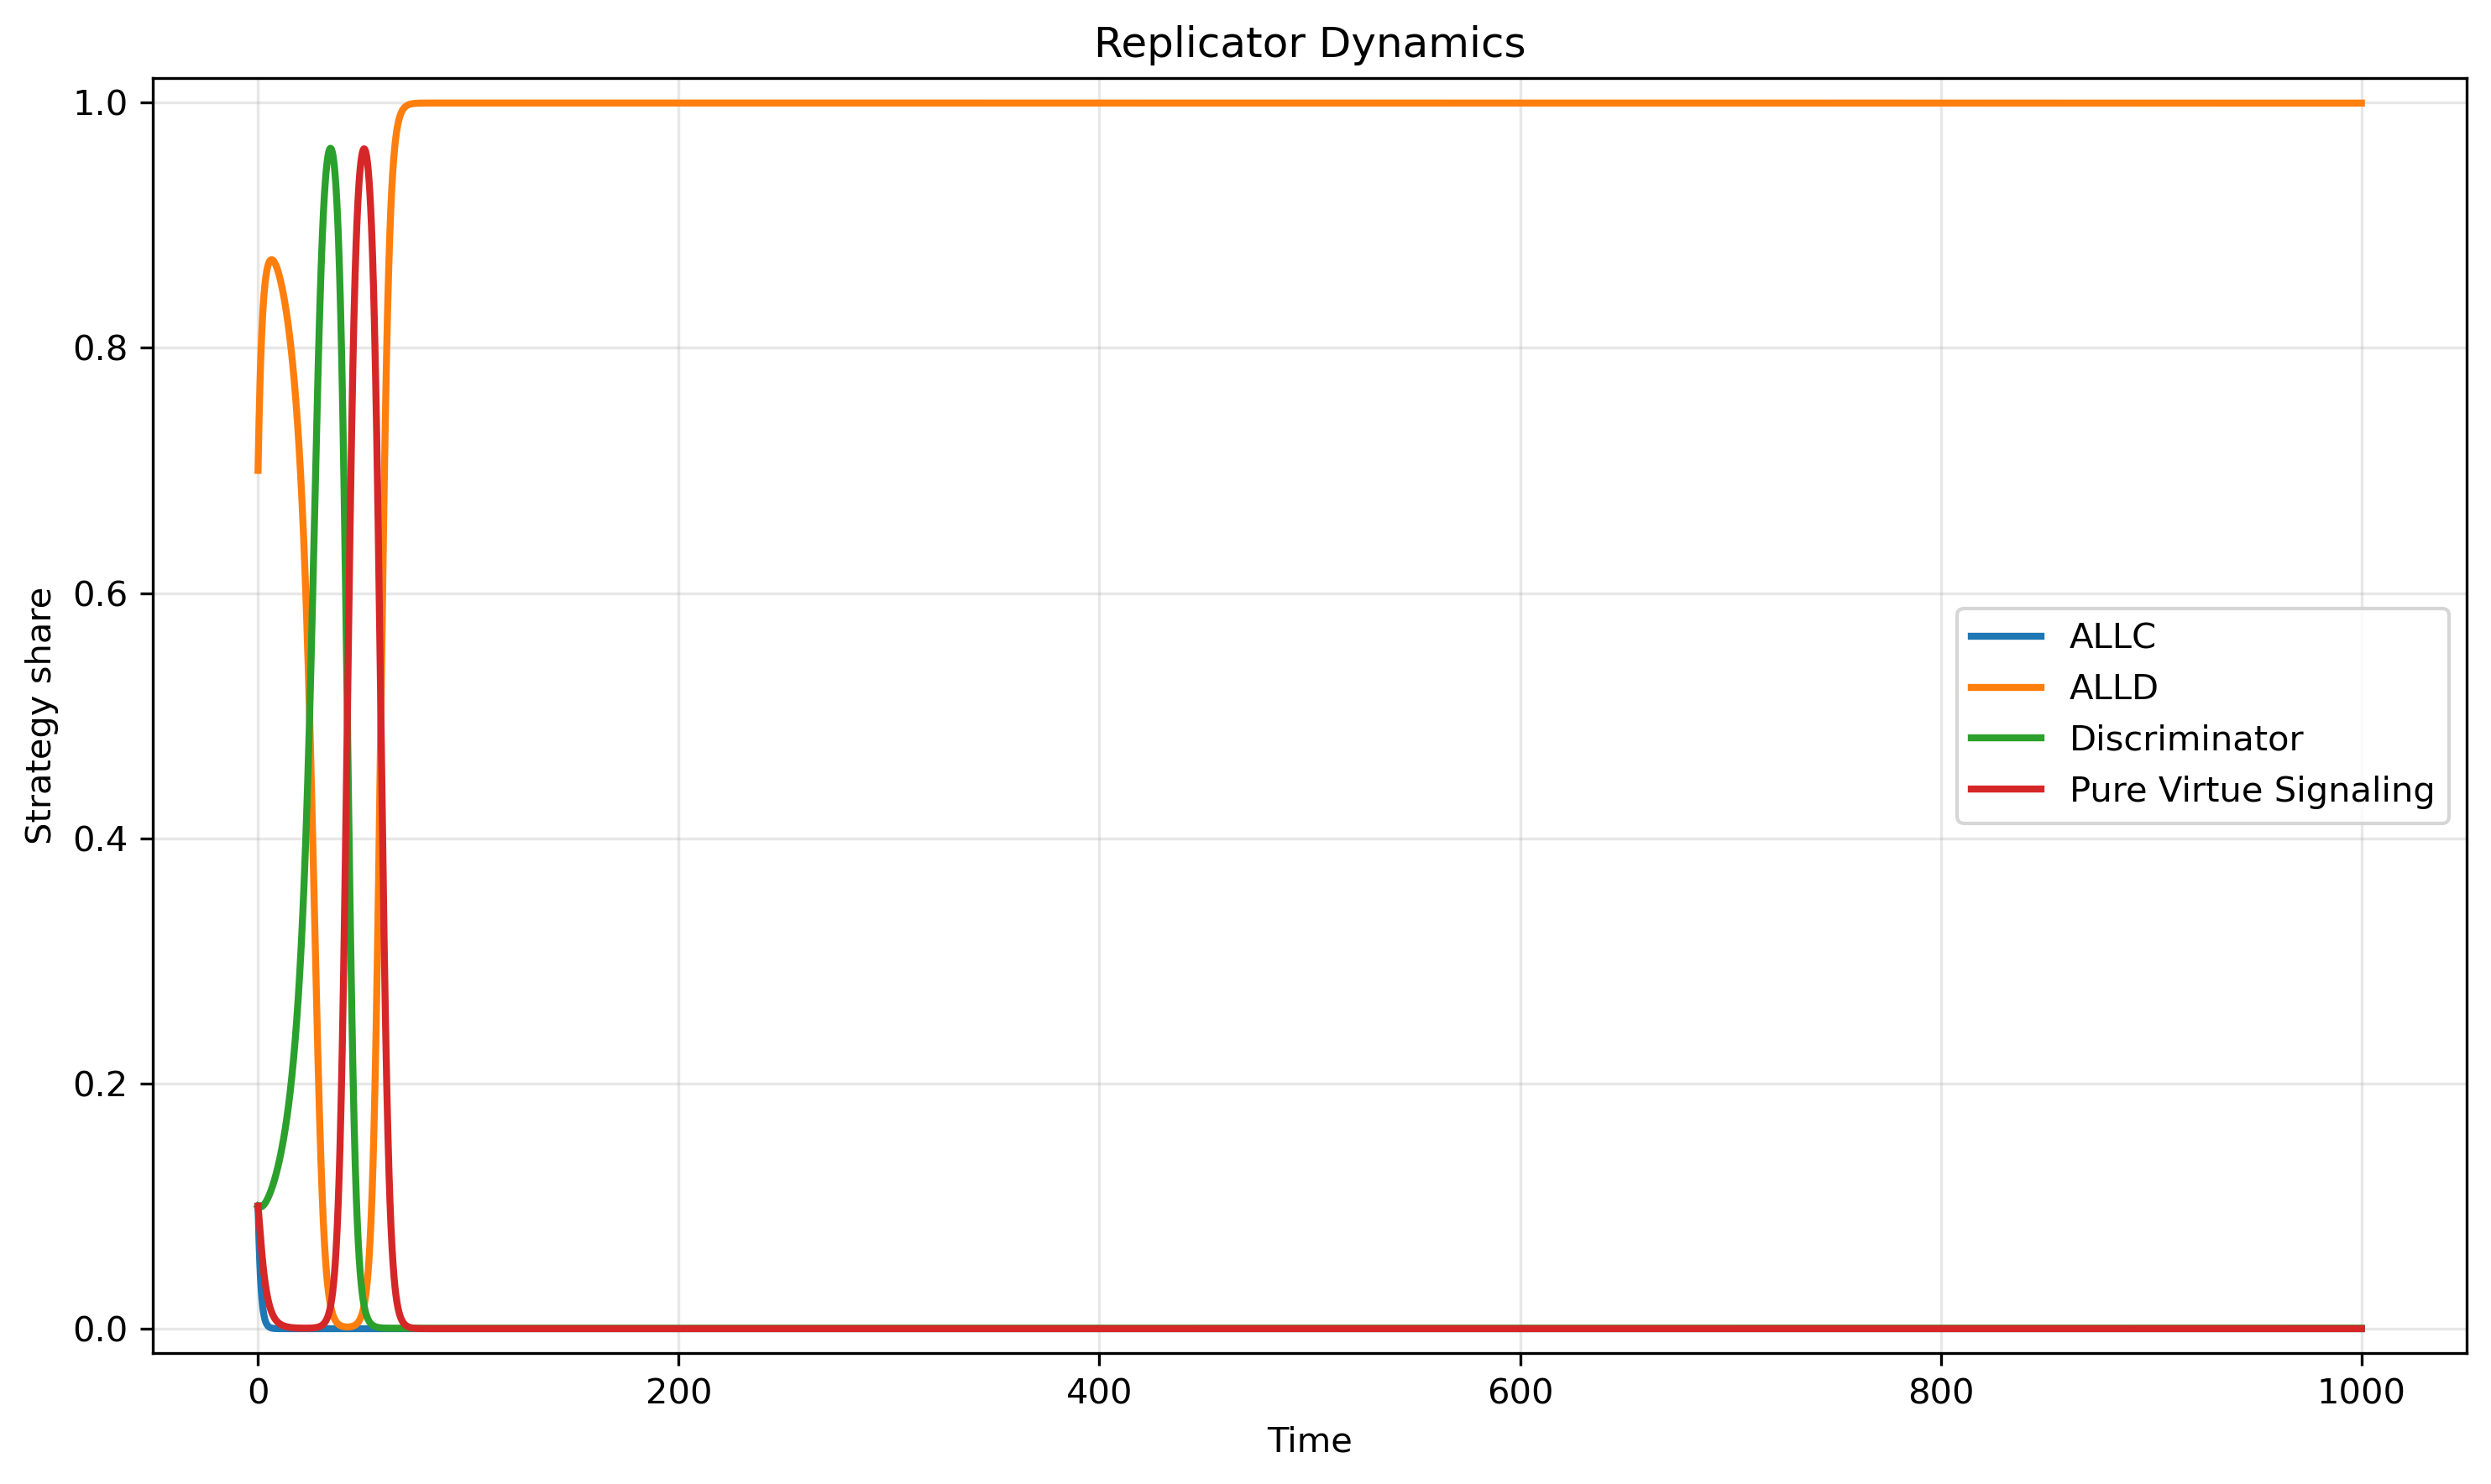 Replicator Dynamics
Strategy share
1.0
0.8
0.6
0.4
0.2
0.0
ALLC
ALLD
Discriminator
Pure Virtue Signaling
0 200 400 600 800 1000
Time